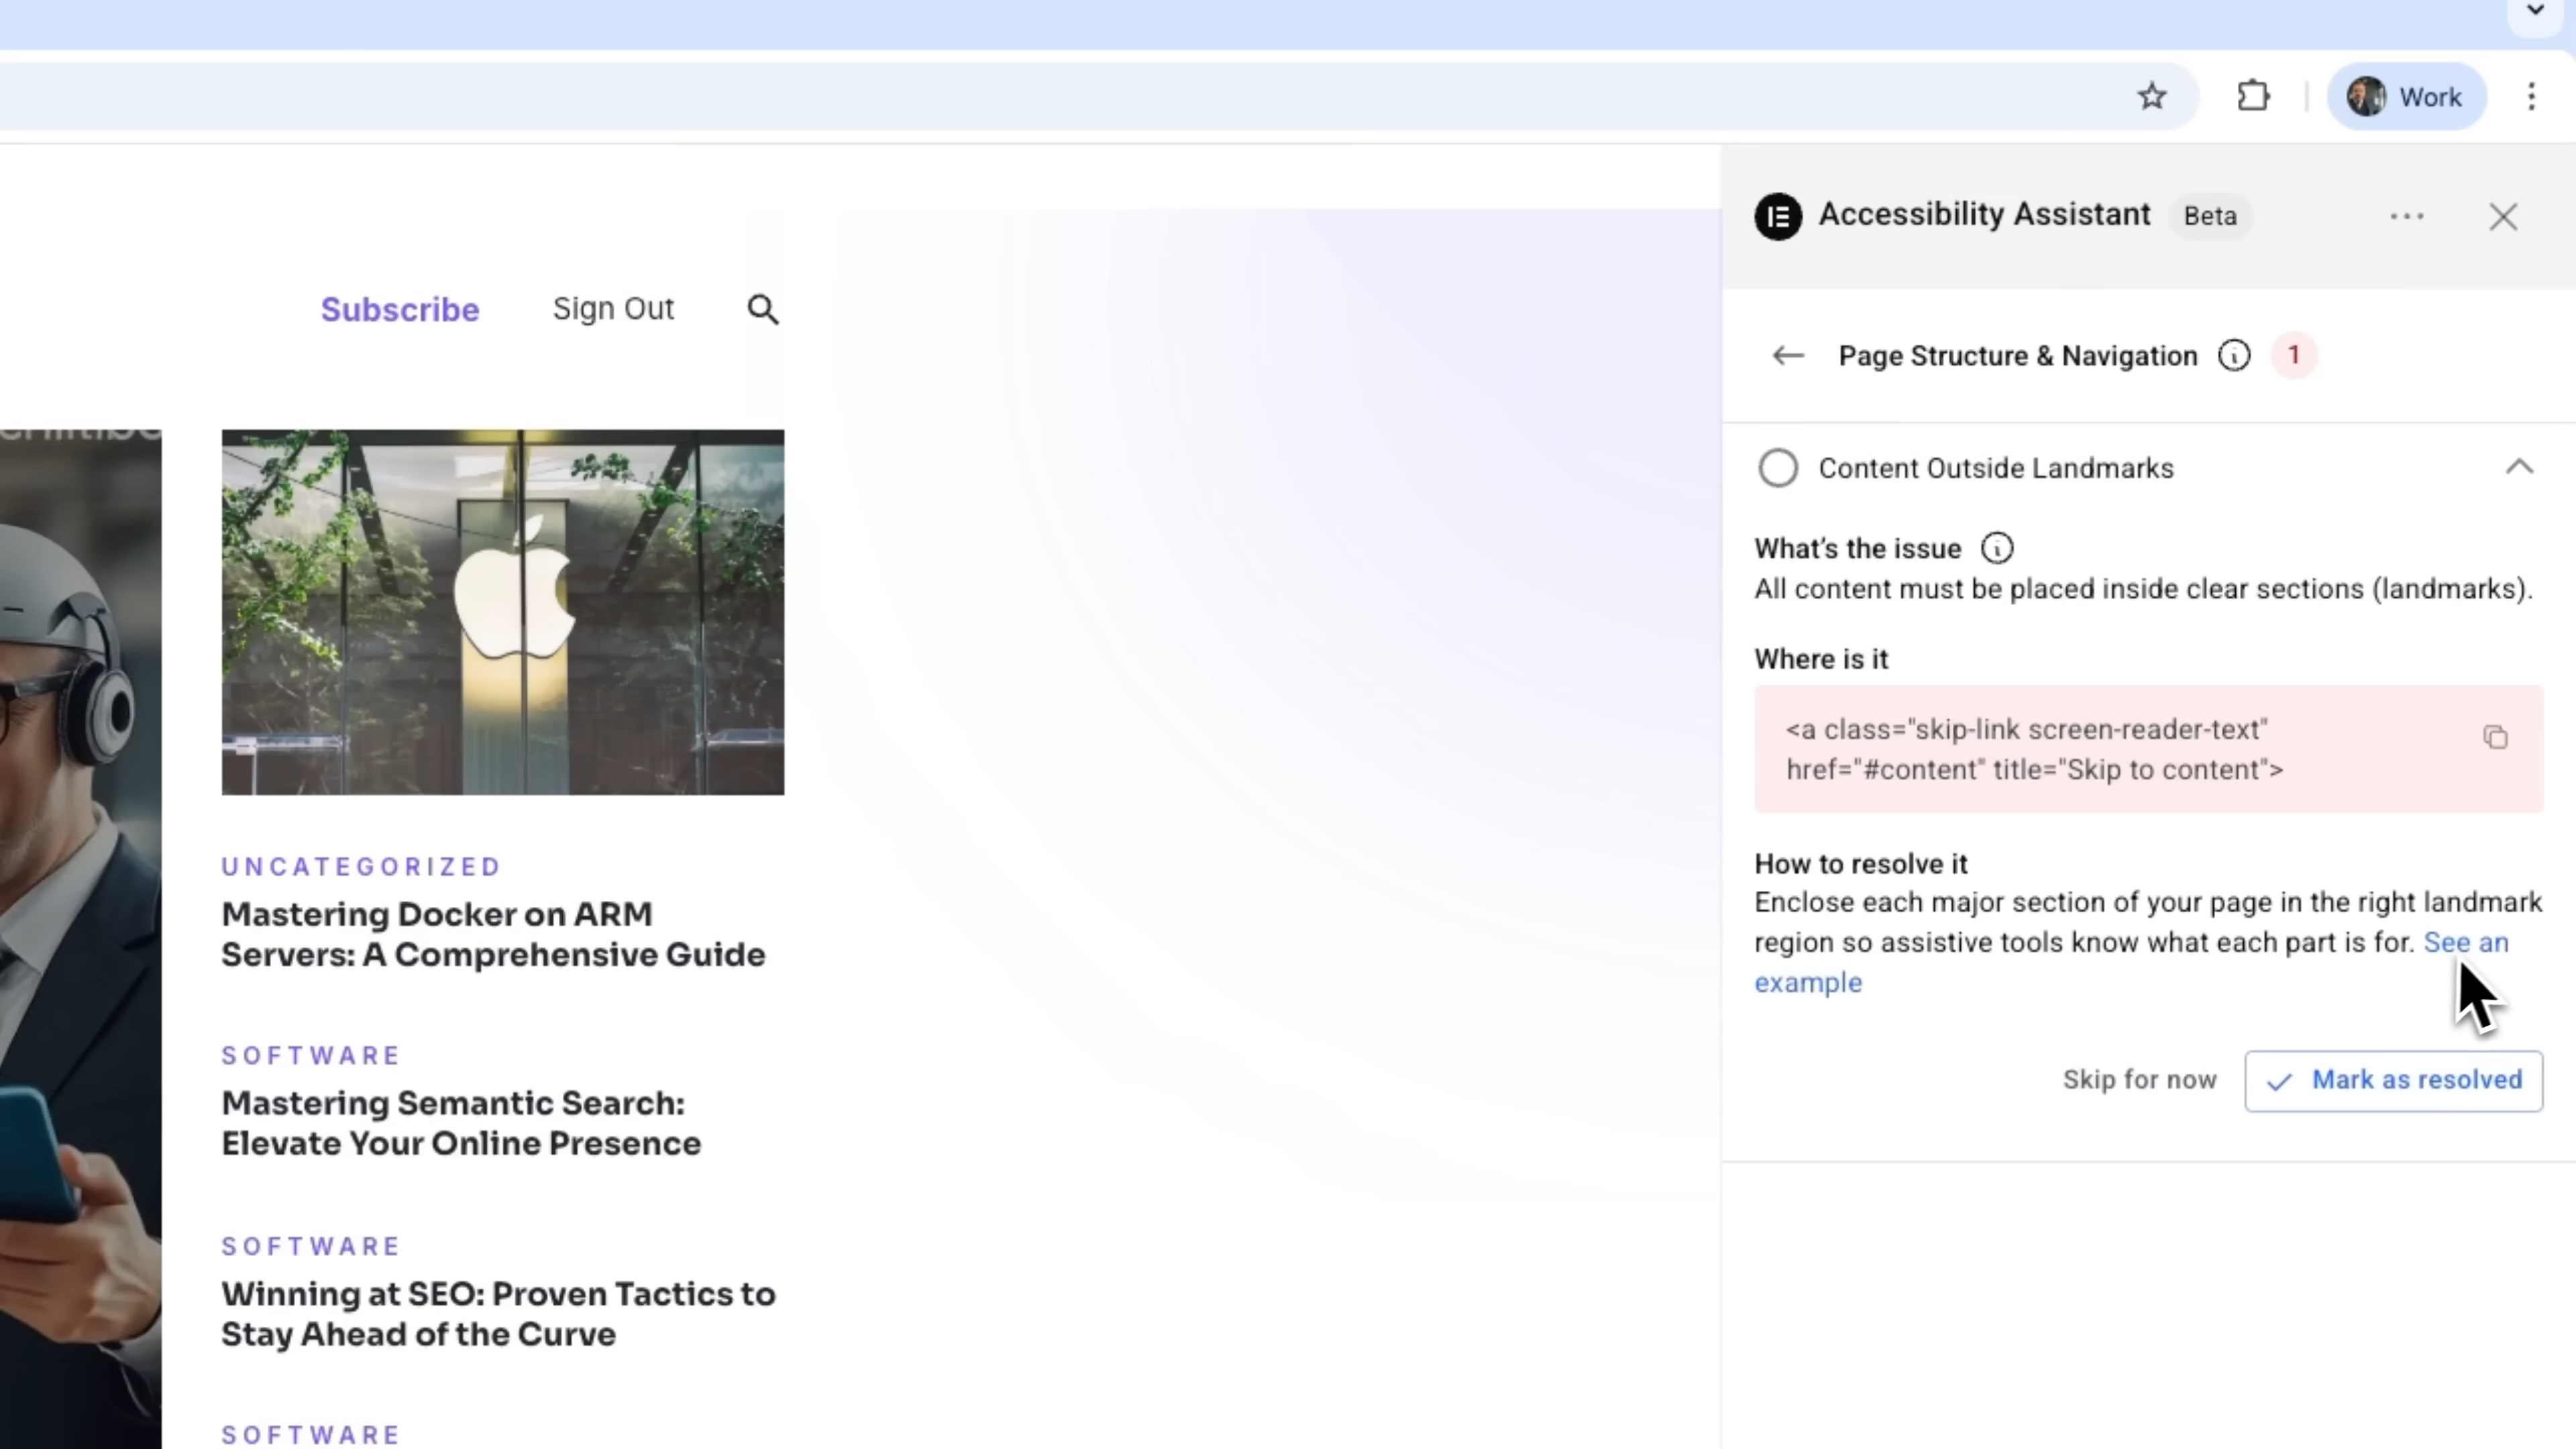 Work
Subscribe
Sign Out
UNCATEGORIZED
Mastering Docker on ARM
Servers: A Comprehensive Guide
SOFTWARE
Mastering Semantic Search:
Elevate Your Online Presence
SOFTWARE
Winning at SEO: Proven Tactics to
Stay Ahead of the Curve
SOFTWARE
Accessibility Assistant
Beta
Page Structure & Navigation
1
Content Outside Landmarks
What’s the issue
All content must be placed inside clear sections (landmarks).
Where is it
<a class="skip-link screen-reader-text"
href="#content" title="Skip to content">
How to resolve it
Enclose each major section of your page in the right landmark
region so assistive tools know what each part is for. See an
example
Skip for now
Mark as resolved